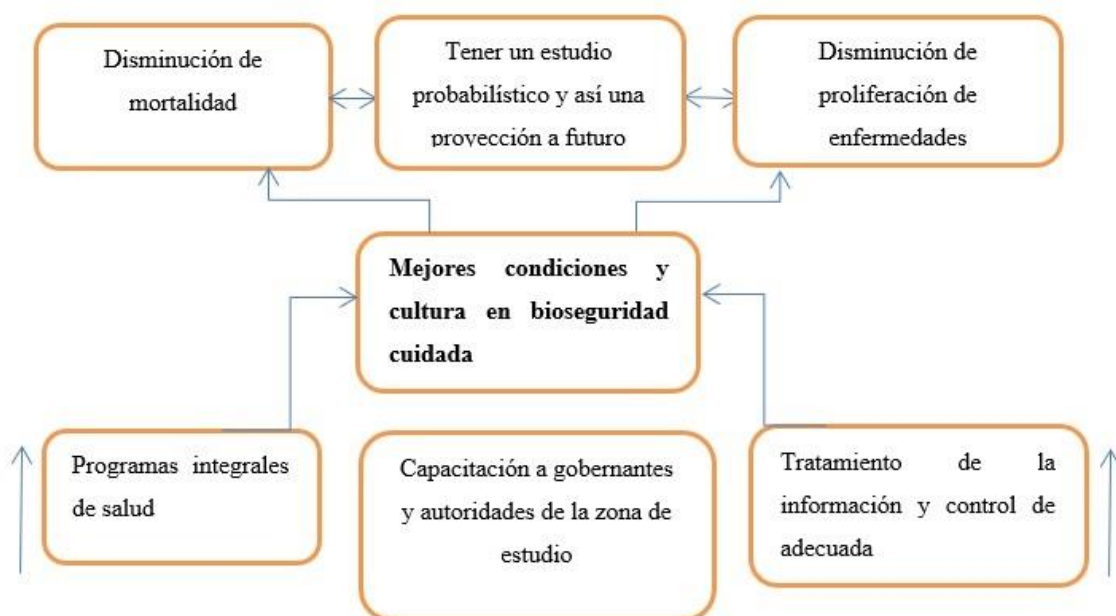 Disminución de
mortalidad
Tener un estudio
probabilístico y así una
proyección a futuro
Disminución de
proliferación de
enfermedades
Mejores condiciones y
cultura en bioseguridad
cuidada
Programas integrales
de salud
Capacitación a gobernantes
y autoridades de la zona de
estudio
Tratamiento de la
información y control de
adecuada